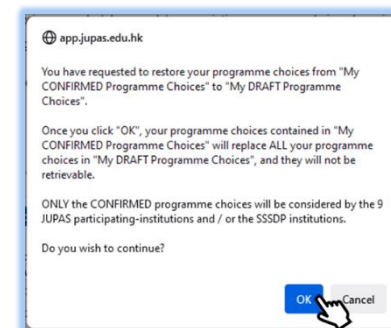 app.jupas.edu.hk
You have requested to restore your programme choices from "My
CONFIRMED Programme Choices" to "My DRAFT Programme
Choices".
Once you click "OK", your programme choices contained in "My
CONFIRMED Programme Choices" will replace ALL your programme
choices in "My DRAFT Programme Choices", and they will not be
retrievable.
ONLY the CONFIRMED programme choices will be considered by the 9
JUPAS participating-institutions and / or the SSSDP institutions.
Do you wish to continue?
OK Cancel